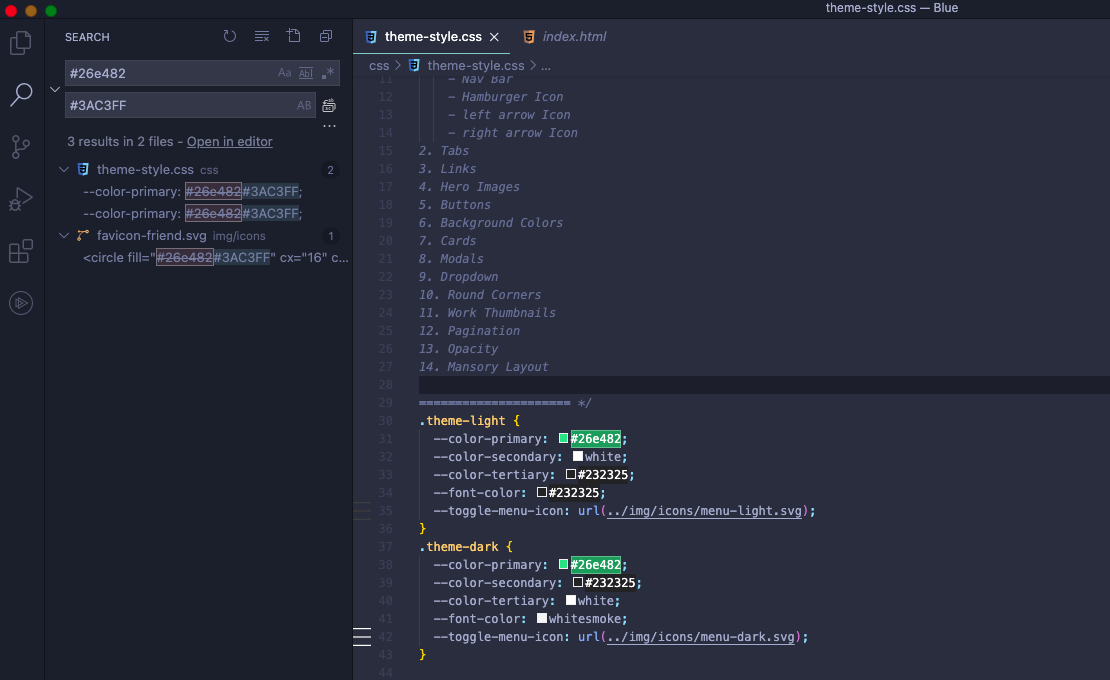 theme-style.css — Blue
SEARCH
#26e482
Aa
Ab
.*
#3AC3FF
AB
...
3 results in 2 files - Open in editor
theme-style.css css 2
--color-primary: #26e482#3AC3FF;
--color-primary: #26e482#3AC3FF;
favicon-friend.svg img/icons 1
<circle fill="#26e482#3AC3FF" cx="16" c...
theme-style.css
index.html
css > theme-style.css > ...
11 - Nav Bar
12 - Hamburger Icon
13 - left arrow Icon
14 - right arrow Icon
15 2. Tabs
16 3. Links
17 4. Hero Images
18 5. Buttons
19 6. Background Colors
20 7. Cards
21 8. Modals
22 9. Dropdown
23 10. Round Corners
24 11. Work Thumbnails
25 12. Pagination
26 13. Opacity
27 14. Mansory Layout
28
29 ===================== */
30 .theme-light {
31 --color-primary: #26e482;
32 --color-secondary: white;
33 --color-tertiary: #232325;
34 --font-color: #232325;
35 --toggle-menu-icon: url(../img/icons/menu-light.svg);
36 }
37 .theme-dark {
38 --color-primary: #26e482;
39 --color-secondary: #232325;
40 --color-tertiary: white;
41 --font-color: whitesmoke;
42 --toggle-menu-icon: url(../img/icons/menu-dark.svg);
43 }
44